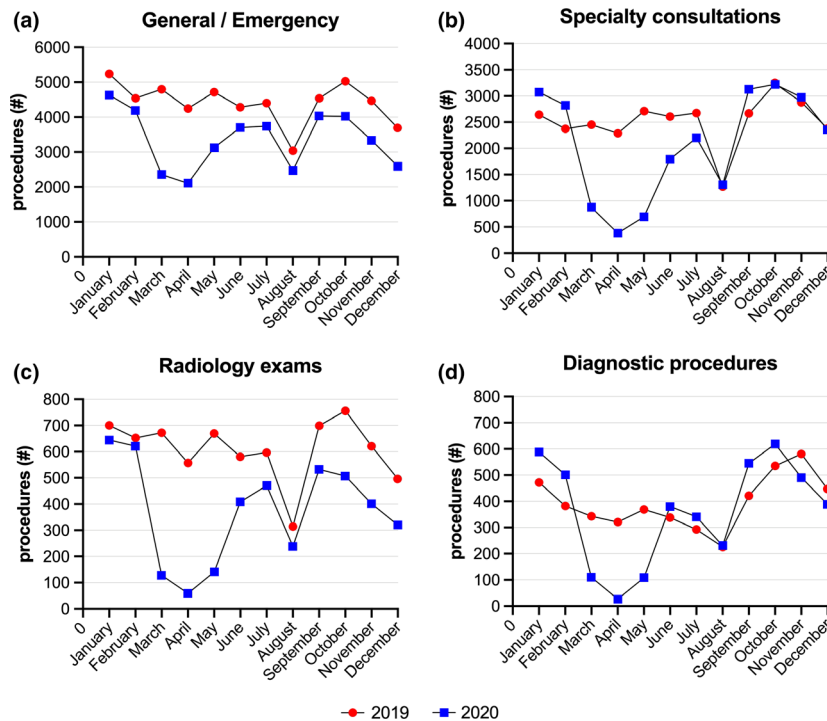 (a) General / Emergency
procedures (#)
6000
5000
4000
3000
2000
1000
0
0 January February March April May June July August September October November December
(b) Specialty consultations
procedures (#)
4000
3500
3000
2500
2000
1500
1000
500
0
0 January February March April May June July August September October November December
(c) Radiology exams
procedures (#)
800
700
600
500
400
300
200
100
0
0 January February March April May June July August September October November December
(d) Diagnostic procedures
procedures (#)
800
700
600
500
400
300
200
100
0
0 January February March April May June July August September October November December
2019 2020